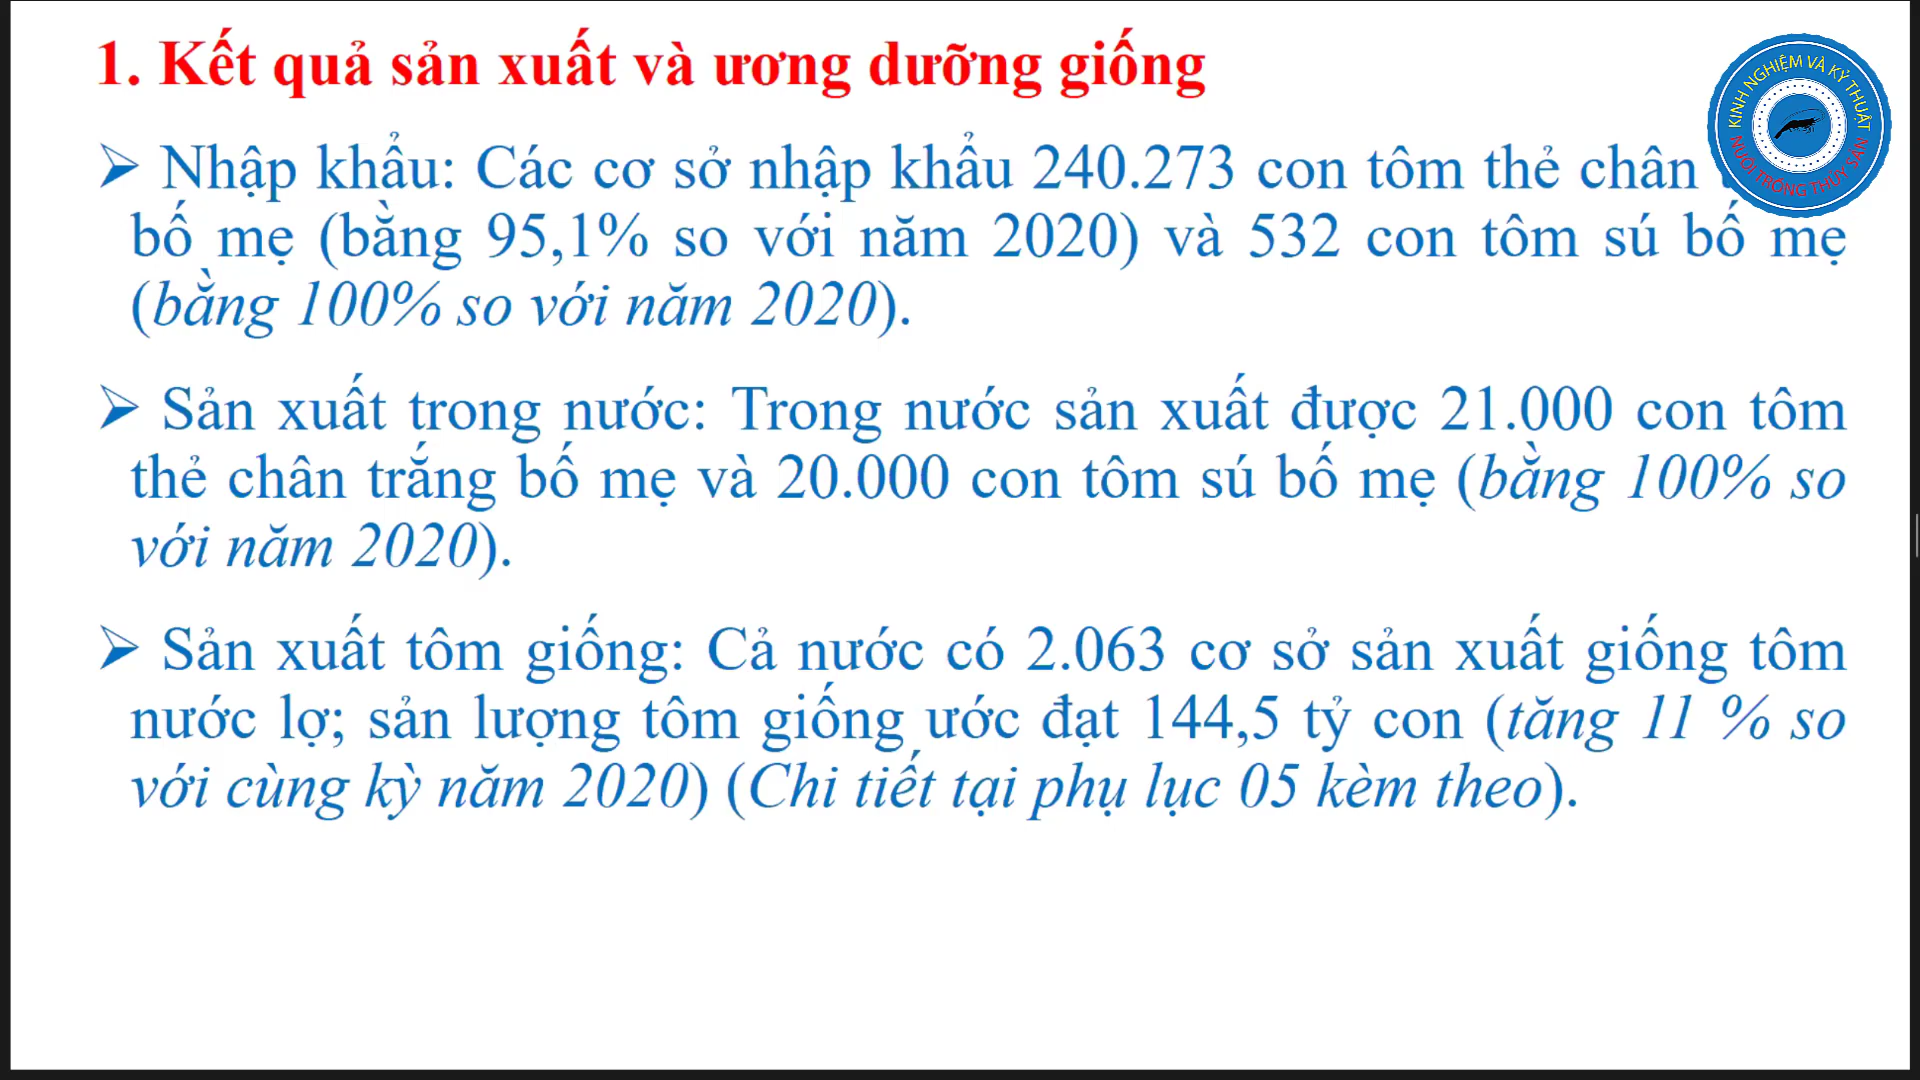 1. Kết quả sản xuất và ương dưỡng giống
KINH NGHIỆM VÀ KỸ THUẬT
NUÔI TRỒNG THỦY SẢN
➢ Nhập khẩu: Các cơ sở nhập khẩu 240.273 con tôm thẻ chân
bố mẹ (bằng 95,1% so với năm 2020) và 532 con tôm sú bố mẹ
(bằng 100% so với năm 2020).
➢ Sản xuất trong nước: Trong nước sản xuất được 21.000 con tôm
thẻ chân trắng bố mẹ và 20.000 con tôm sú bố mẹ (bằng 100% so
với năm 2020).
➢ Sản xuất tôm giống: Cả nước có 2.063 cơ sở sản xuất giống tôm
nước lợ; sản lượng tôm giống ước đạt 144,5 tỷ con (tăng 11 % so
với cùng kỳ năm 2020) (Chi tiết tại phụ lục 05 kèm theo).